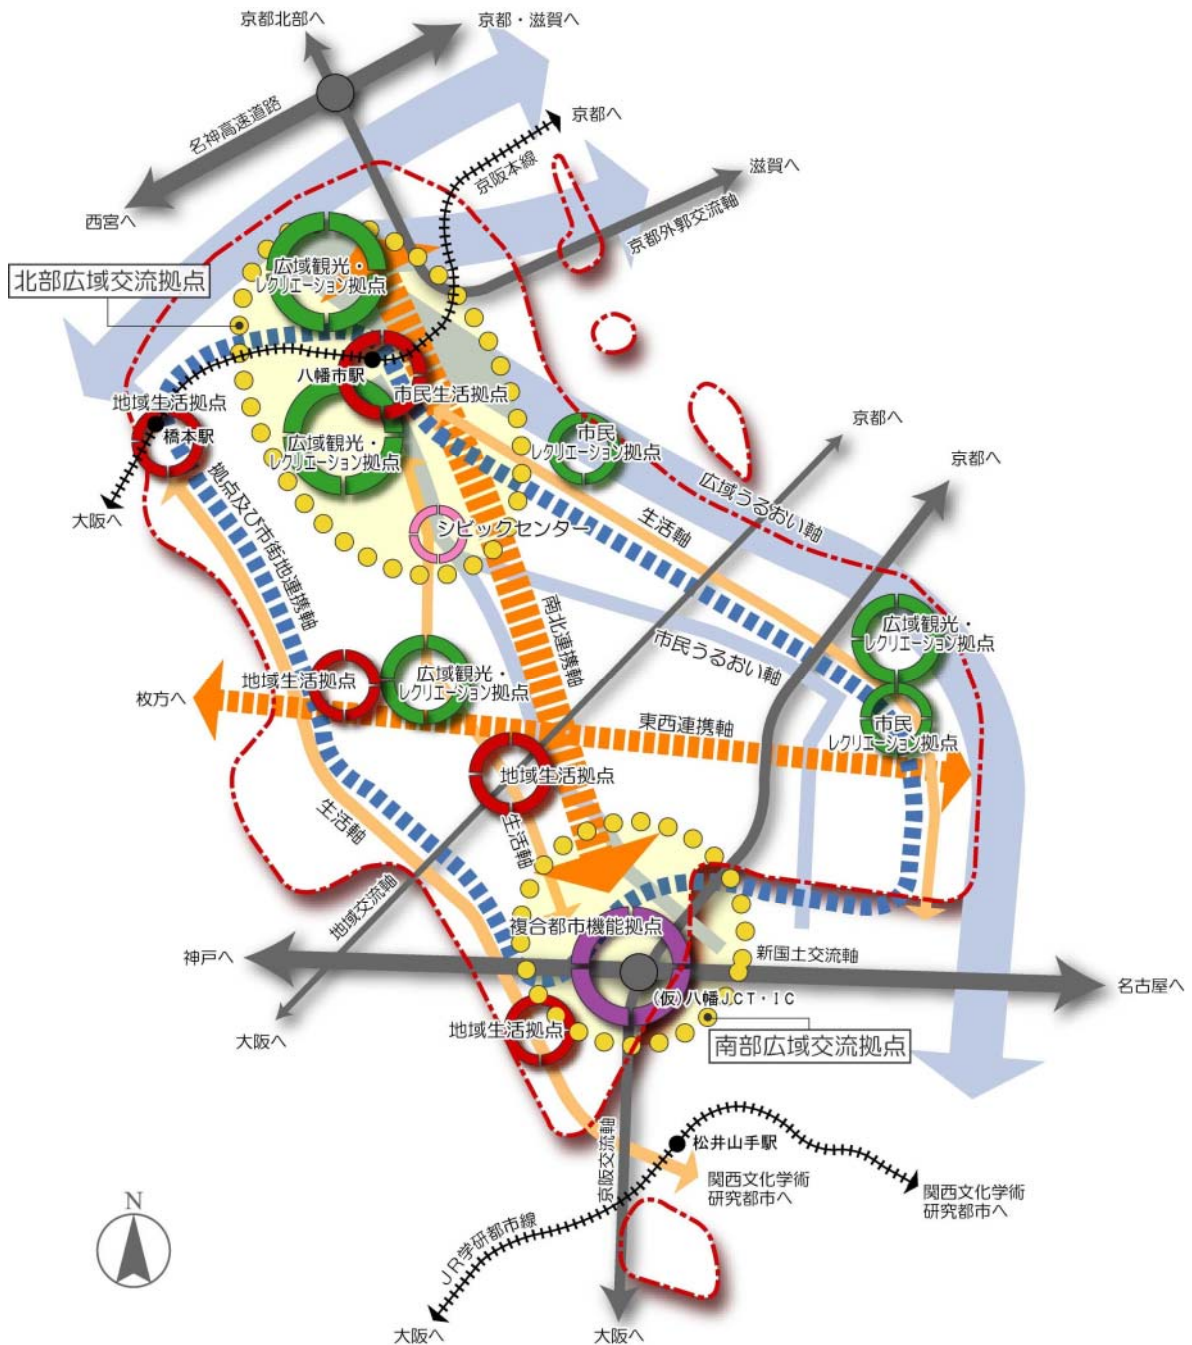 京都北部へ
京都・滋賀へ
名神高速道路
京都へ
京阪本線
滋賀へ
西宮へ
京都外郭交流軸
北部広域交流拠点
広域観光・
レクリエーション拠点
八幡市駅
市民生活拠点
地域生活拠点
橋本駅
広域観光・
レクリエーション拠点
市民
レクリエーション拠点
京都へ
京都へ
大阪へ
拠点及び市街地連携軸
広域うるおい軸
生活軸
シビックセンター
南北連携軸
市民うるおい軸
広域観光・
レクリエーション拠点
枚方へ
地域生活拠点
広域観光・
レクリエーション拠点
東西連携軸
市民
レクリエーション拠点
地域生活拠点
生活軸
生活軸
地域交流軸
複合都市機能拠点
神戸へ
新国土交流軸
名古屋へ
(仮)八幡JCT・IC
大阪へ
地域生活拠点
南部広域交流拠点
京阪交流軸
松井山手駅
関西文化学術
研究都市へ
関西文化学術
研究都市へ
N
JR学研都市線
大阪へ
大阪へ